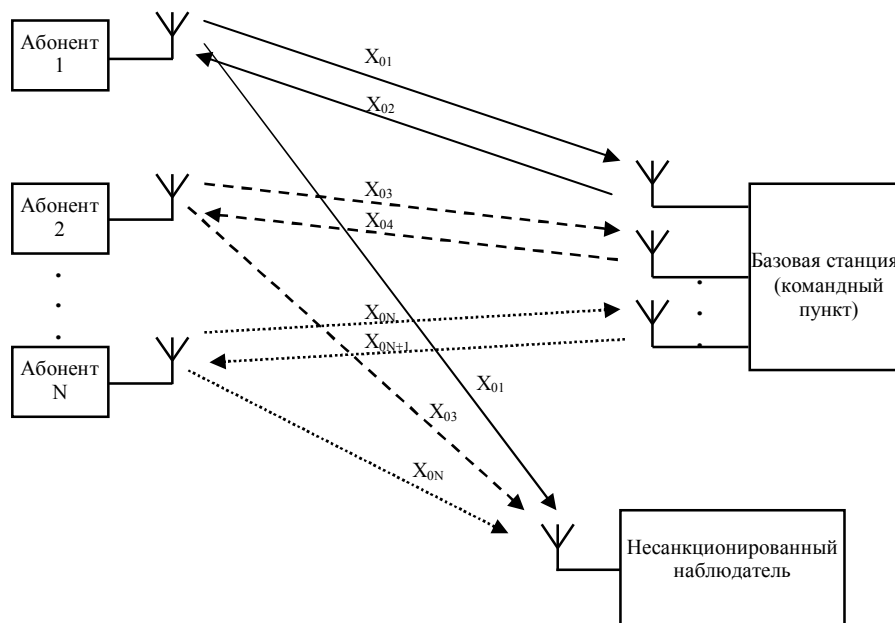 Абонент
1
X01
X02
Абонент
2
X03
X04
Базовая станция
(командный
пункт)
X0N
X0N+1
Абонент
N
X01
X03
X0N
Несанкционированный
наблюдатель